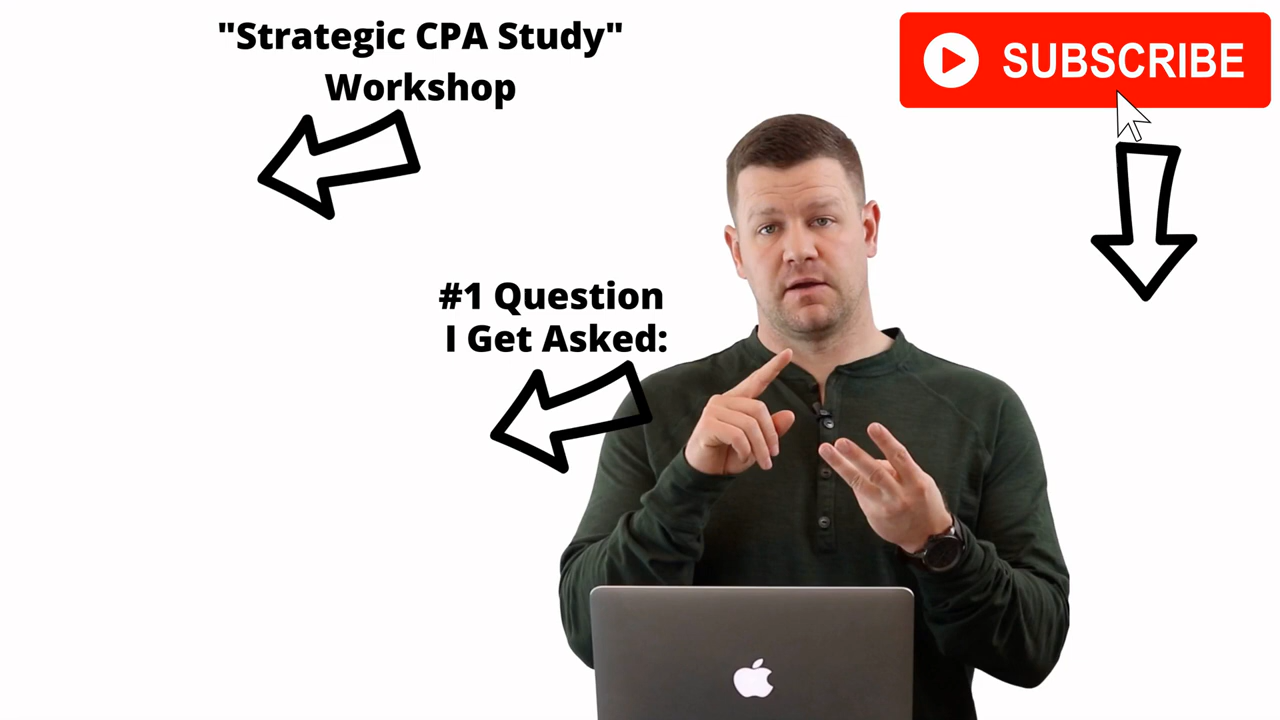 "Strategic CPA Study"
Workshop
SUBSCRIBE
#1 Question
I Get Asked: